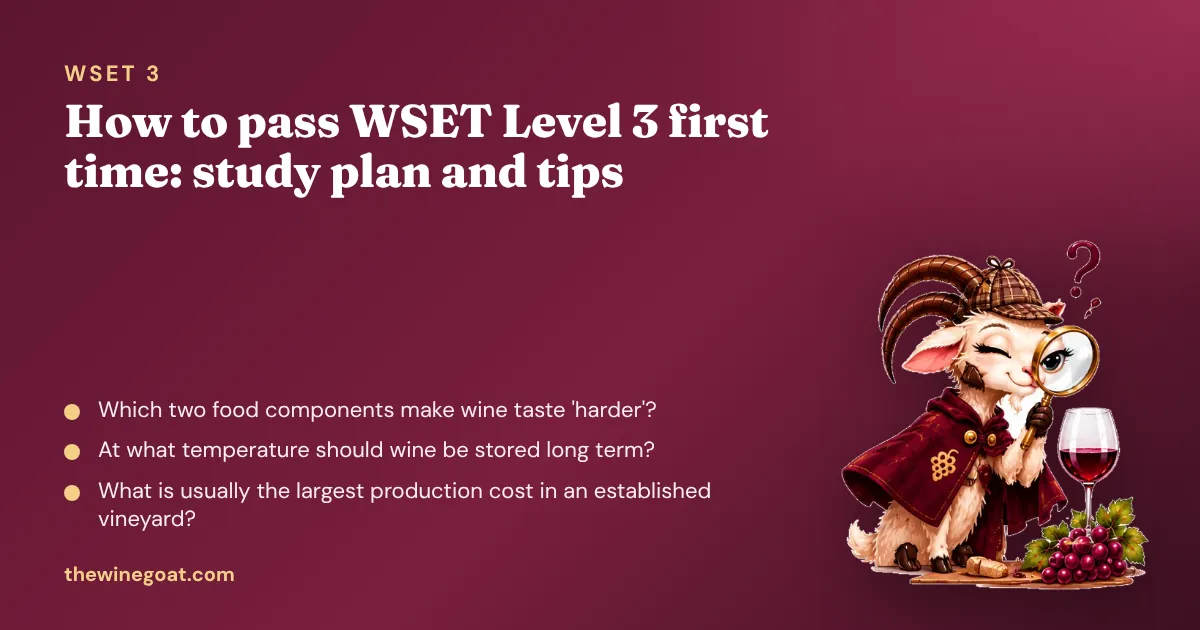 WSET 3
How to pass WSET Level 3 first
time: study plan and tips
Which two food components make wine taste 'harder'?
At what temperature should wine be stored long term?
What is usually the largest production cost in an established
vineyard?
thewinegoat.com
?